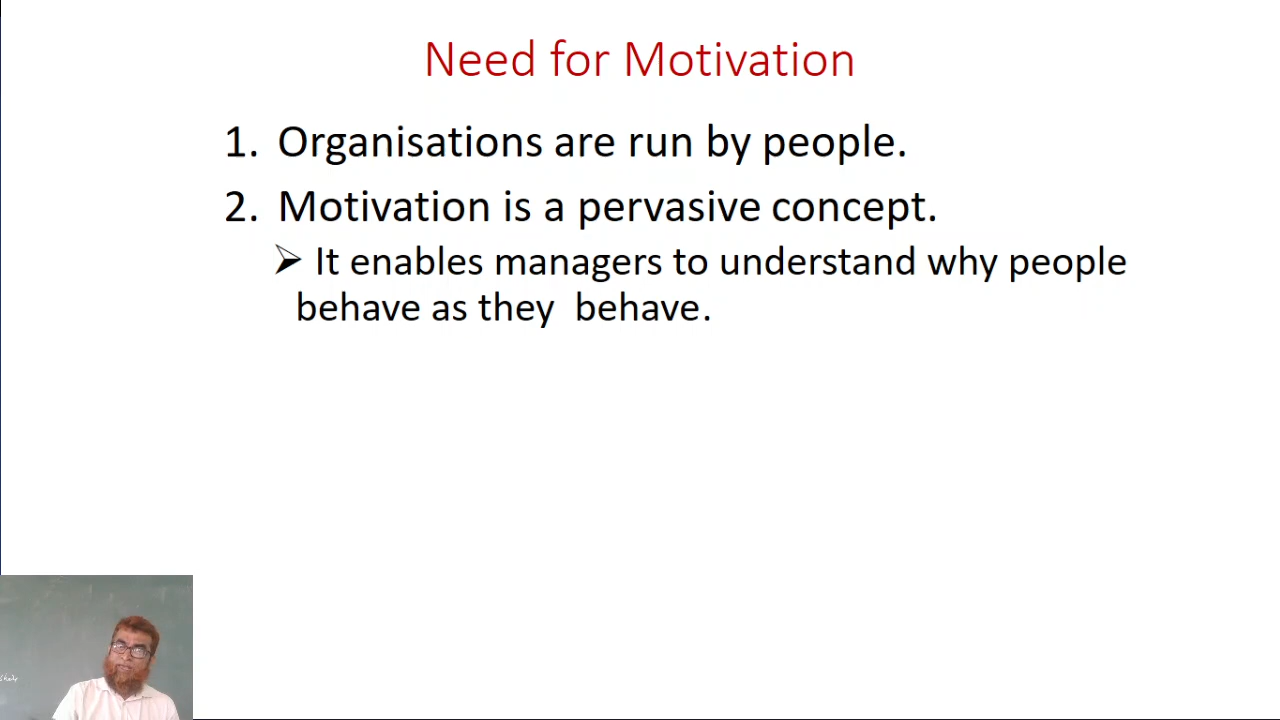 Need for Motivation
1. Organisations are run by people.
2. Motivation is a pervasive concept.
➢ It enables managers to understand why people
behave as they behave.